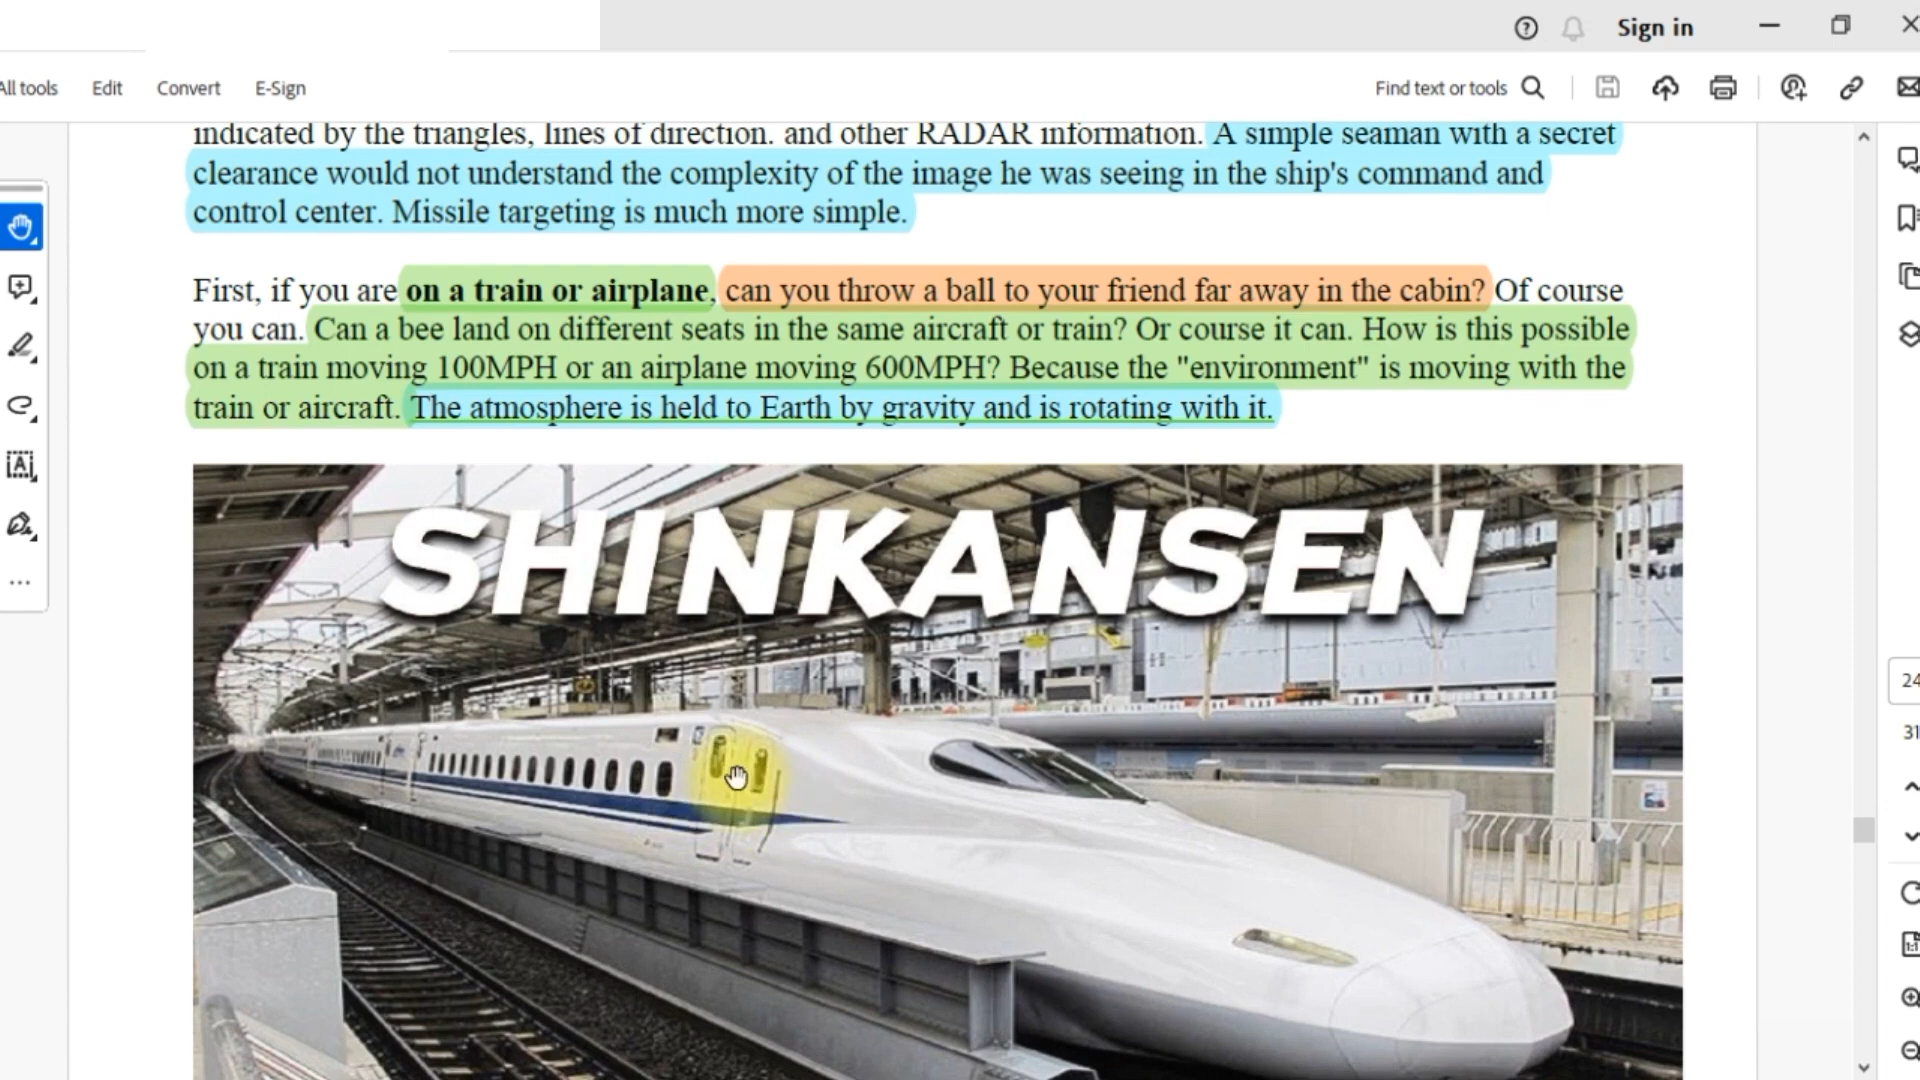 Sign in
All tools Edit Convert E-Sign Find text or tools
indicated by the triangles, lines of direction. and other RADAR information. A simple seaman with a secret
clearance would not understand the complexity of the image he was seeing in the ship's command and
control center. Missile targeting is much more simple.
First, if you are on a train or airplane, can you throw a ball to your friend far away in the cabin? Of course
you can. Can a bee land on different seats in the same aircraft or train? Or course it can. How is this possible
on a train moving 100MPH or an airplane moving 600MPH? Because the "environment" is moving with the
train or aircraft. The atmosphere is held to Earth by gravity and is rotating with it.
SHINKANSEN
24
31